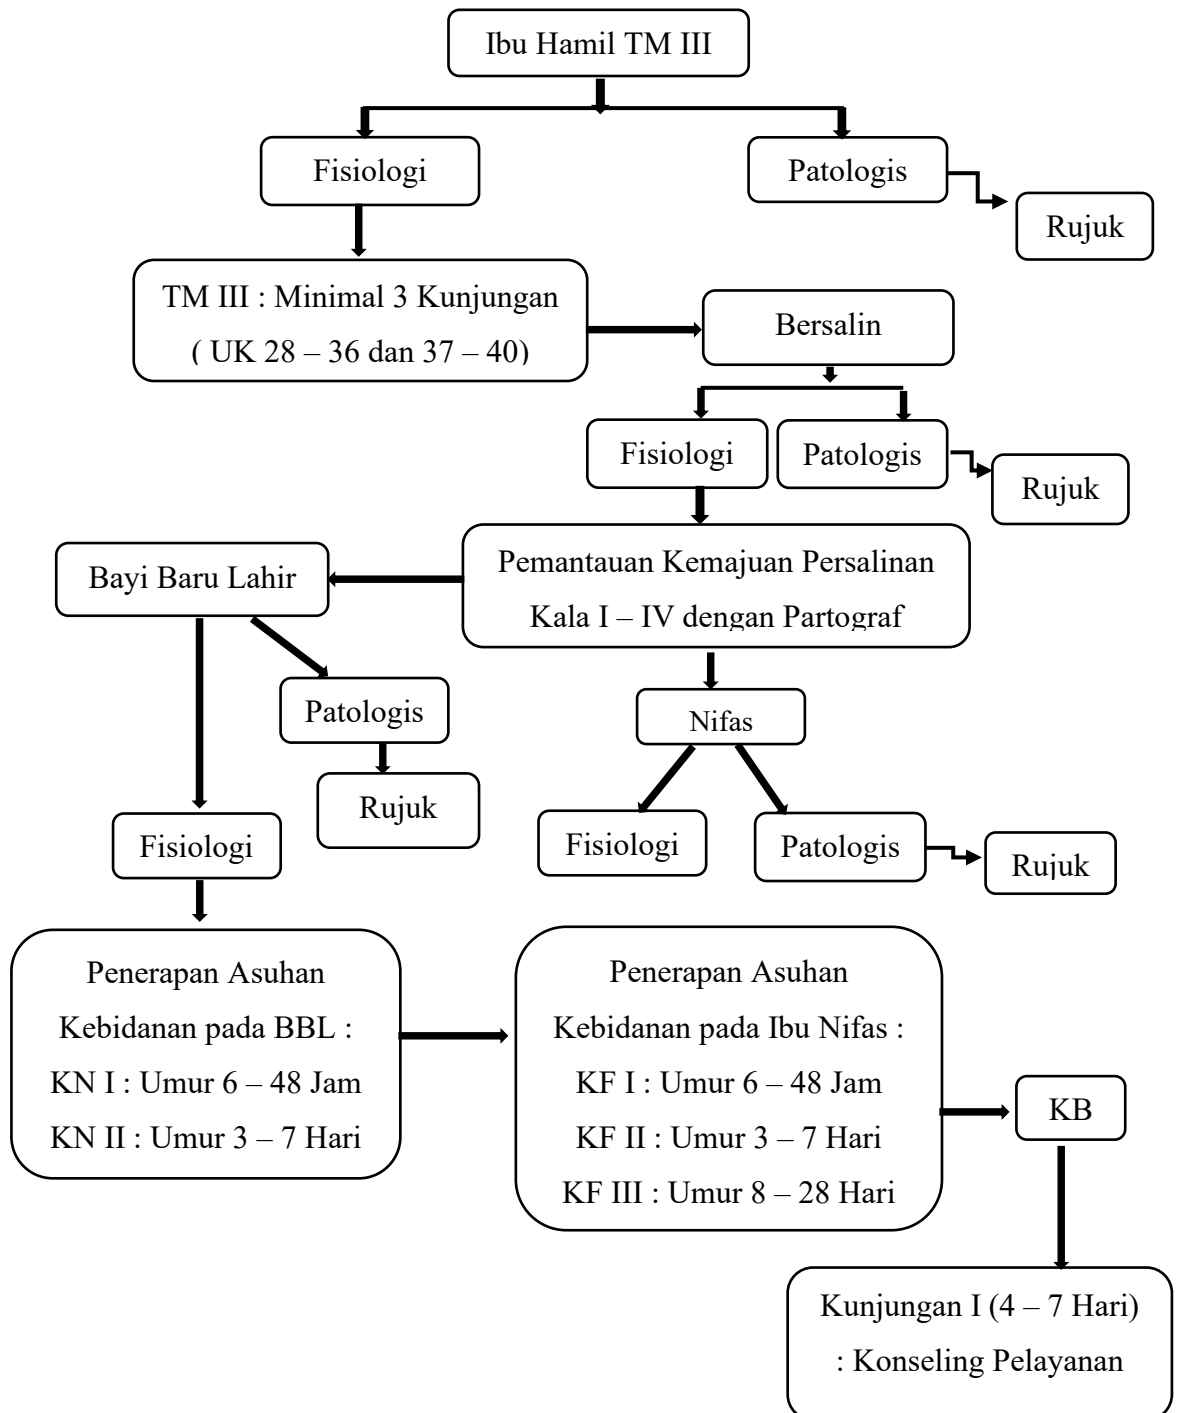 Ibu Hamil TM III
Fisiologi
Patologis
Rujuk
TM III : Minimal 3 Kunjungan
( UK 28 – 36 dan 37 – 40)
Bersalin
Fisiologi
Patologis
Rujuk
Pemantauan Kemajuan Persalinan
Kala I – IV dengan Partograf
Bayi Baru Lahir
Patologis
Rujuk
Fisiologi
Nifas
Fisiologi
Patologis
Rujuk
Penerapan Asuhan
Kebidanan pada BBL :
KN I : Umur 6 – 48 Jam
KN II : Umur 3 – 7 Hari
Penerapan Asuhan
Kebidanan pada Ibu Nifas :
KF I : Umur 6 – 48 Jam
KF II : Umur 3 – 7 Hari
KF III : Umur 8 – 28 Hari
KB
Kunjungan I (4 – 7 Hari)
: Konseling Pelayanan